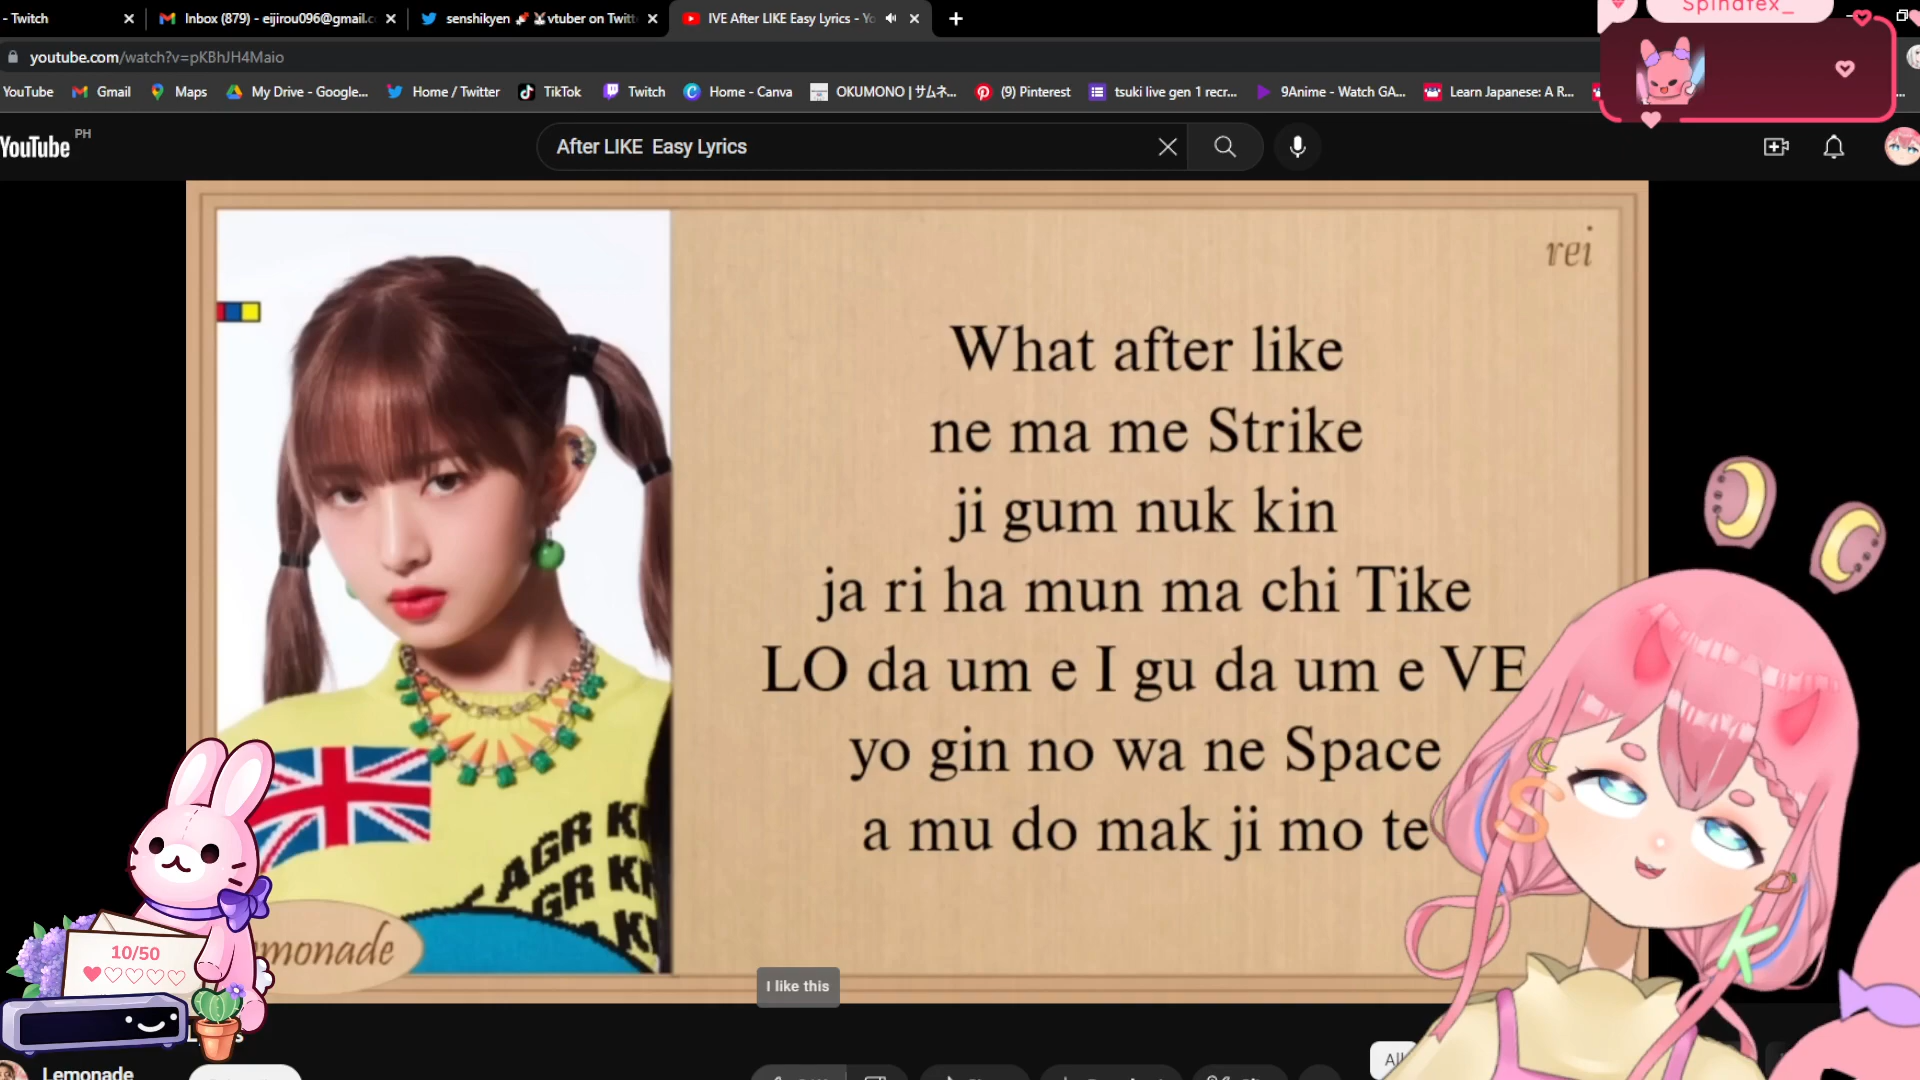 - Twitch
Inbox (879) - eijirou096@gmail.c
senshikyen vtuber on Twitt
IVE After LIKE Easy Lyrics - Yo
Spinatex_
youtube.com/watch?v=pKBhJH4Maio
YouTube Gmail Maps My Drive - Google... Home / Twitter TikTok Twitch Home - Canva OKUMONO | サムネ... (9) Pinterest tsuki live gen 1 recr... 9Anime - Watch GA... Learn Japanese: A R...
YouTube PH
After LIKE Easy Lyrics
rei
What after like
ne ma me Strike
ji gum nuk kin
ja ri ha mun ma chi Tike
LO da um e I gu da um e VE
yo gin no wa ne Space
a mu do mak ji mo te
AGR K
GR K
monade
10/50
I like this
S
K
All
Lemonade